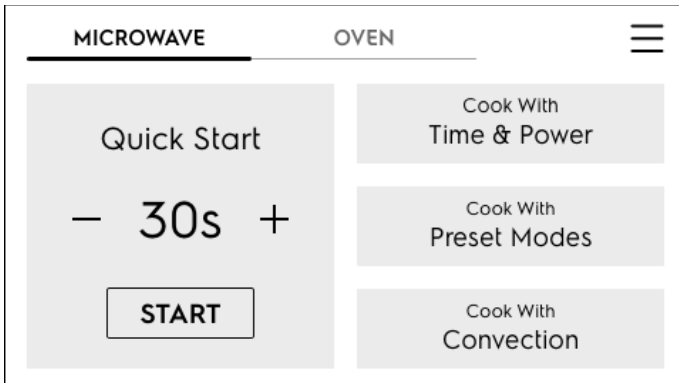 MICROWAVE
OVEN
Quick Start
− 30s +
START
Cook With
Time & Power
Cook With
Preset Modes
Cook With
Convection